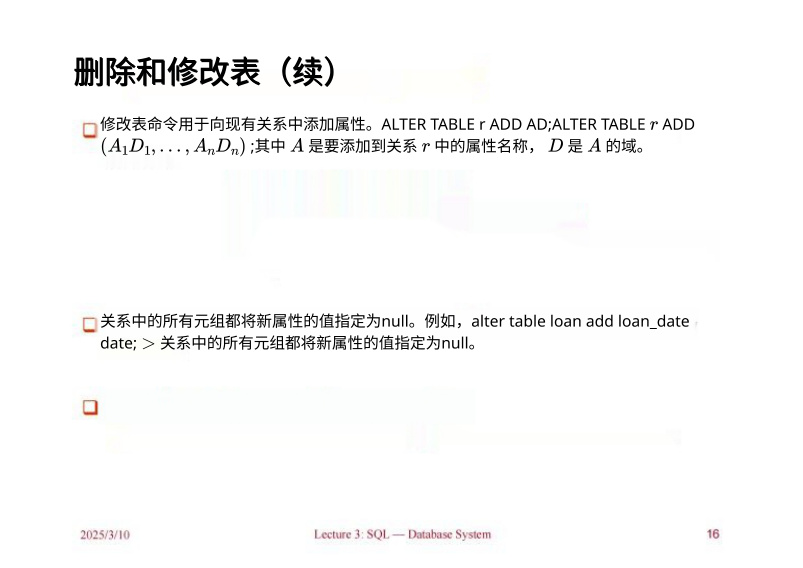 删除和修改表（续）
修改表命令用于向现有关系中添加属性。ALTER TABLE r ADD AD;ALTER TABLE r ADD
(A₁D₁,...,AₙDₙ) ;其中 A 是要添加到关系 r 中的属性名称， D 是 A 的域。
关系中的所有元组都将新属性的值指定为null。例如，alter table loan add loan_date
date; > 关系中的所有元组都将新属性的值指定为null。
2025/3/10
Lecture 3: SQL — Database System
16